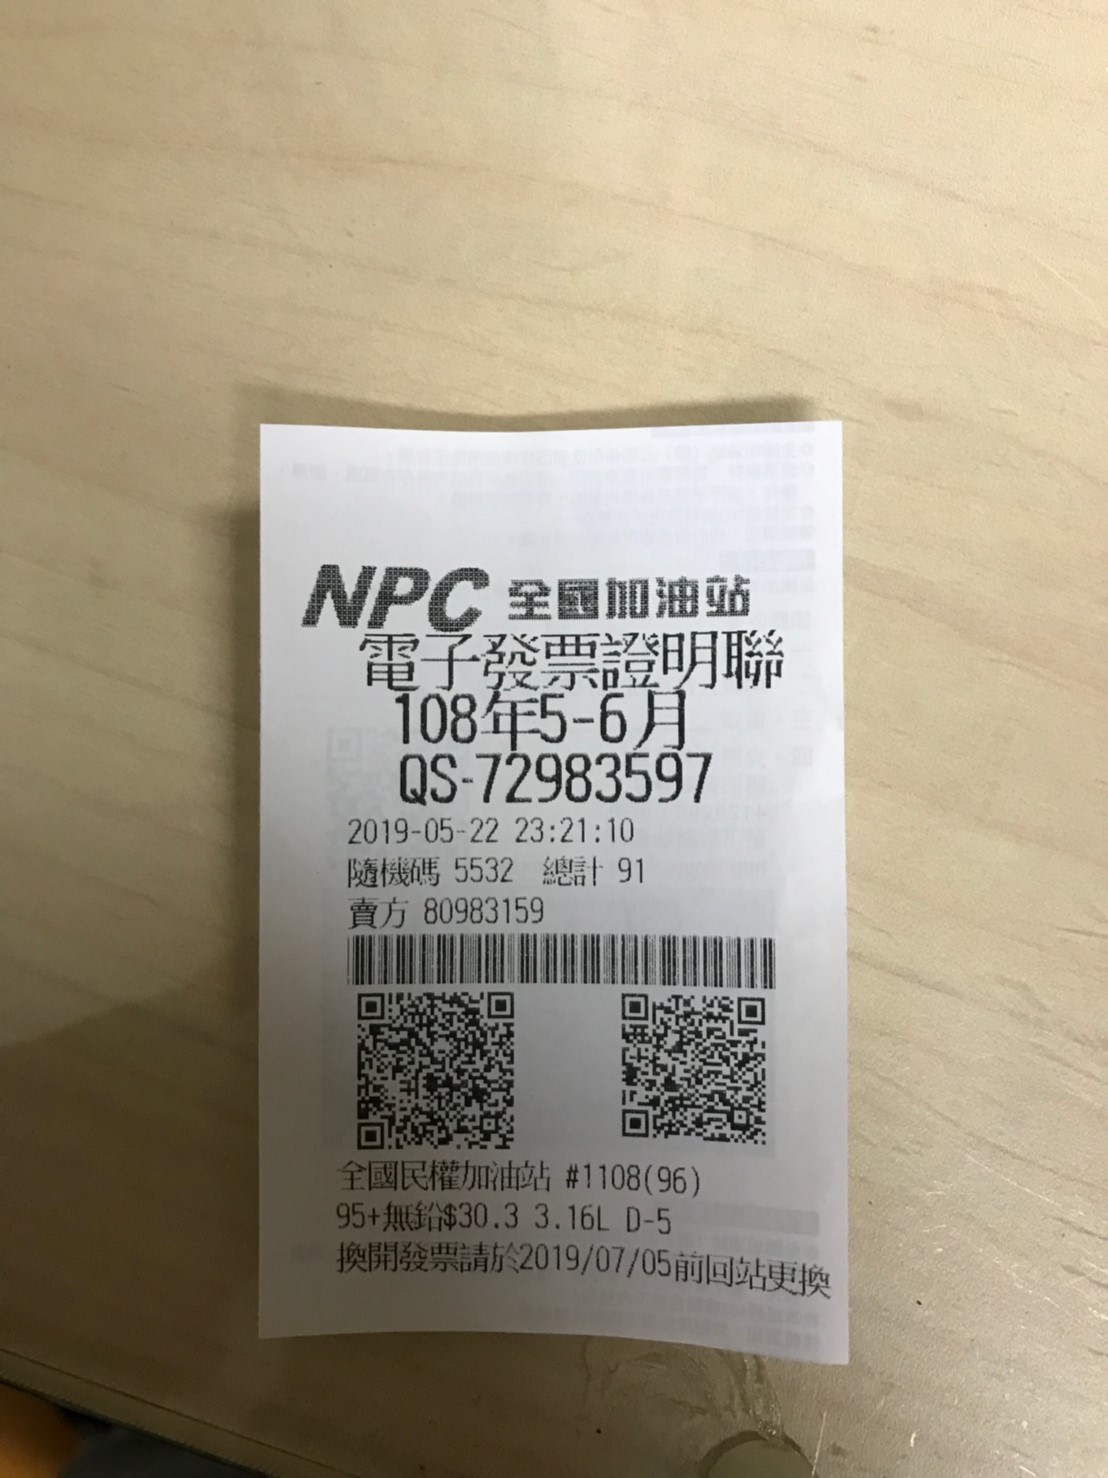 NPC 全國加油站
電子發票證明聯
108年5-6月
QS-72983597
2019-05-22 23:21:10
隨機碼 5532 總計 91
賣方 80983159
全國民權加油站 #1108(96)
95+無鉛$30.3 3.16L D-5
換開發票請於2019/07/05前回站更換